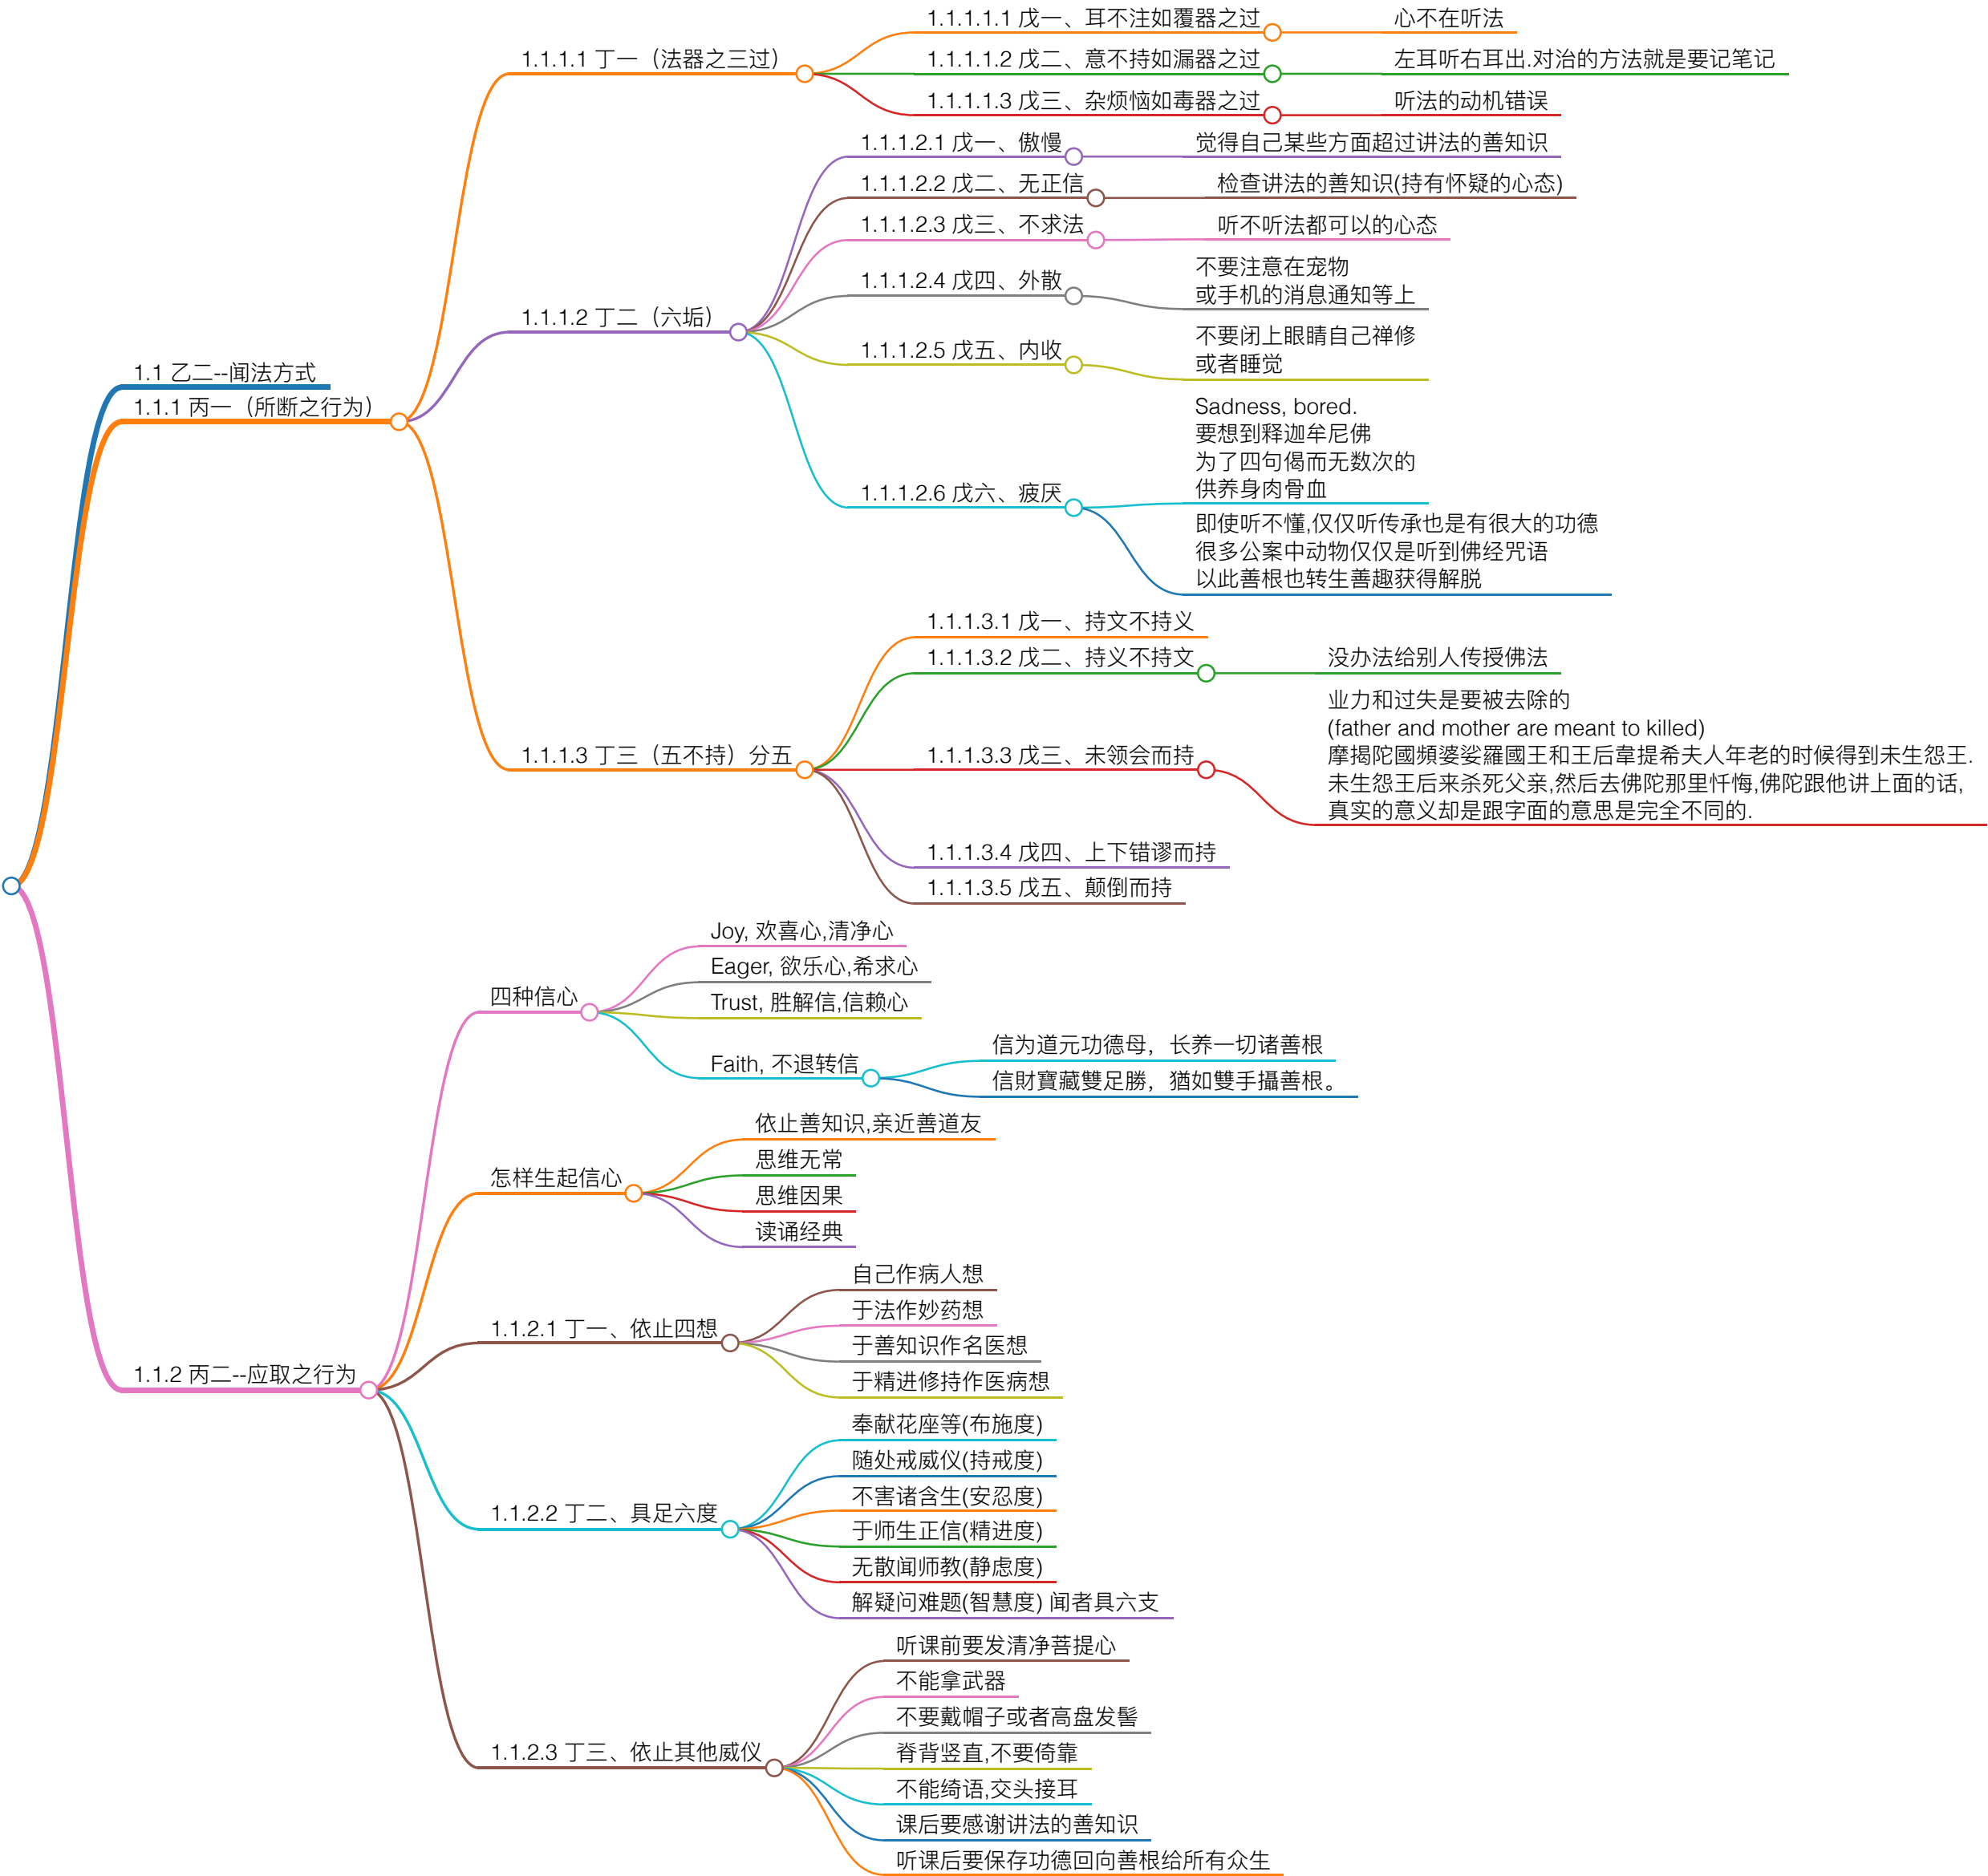 1.1 乙二--闻法方式
1.1.1 丙一（所断之行为）
1.1.1.1 丁一（法器之三过）
1.1.1.1.1 戊一、耳不注如覆器之过
心不在听法
1.1.1.1.2 戊二、意不持如漏器之过
左耳听右耳出.对治的方法就是要记笔记
1.1.1.1.3 戊三、杂烦恼如毒器之过
听法的动机错误
1.1.1.2 丁二（六垢）
1.1.1.2.1 戊一、傲慢
觉得自己某些方面超过讲法的善知识
1.1.1.2.2 戊二、无正信
检查讲法的善知识(持有怀疑的心态)
1.1.1.2.3 戊三、不求法
听不听法都可以的心态
1.1.1.2.4 戊四、外散
不要注意在宠物
或手机的消息通知等上
1.1.1.2.5 戊五、内收
不要闭上眼睛自己禅修
或者睡觉
1.1.1.2.6 戊六、疲厌
Sadness, bored.
要想到释迦牟尼佛
为了四句偈而无数次的
供养身肉骨血
即使听不懂,仅仅听传承也是有很大的功德
很多公案中动物仅仅是听到佛经咒语
以此善根也转生善趣获得解脱
1.1.1.3 丁三（五不持）分五
1.1.1.3.1 戊一、持文不持义
1.1.1.3.2 戊二、持义不持文
没办法给别人传授佛法
1.1.1.3.3 戊三、未领会而持
业力和过失是要被去除的
(father and mother are meant to killed)
摩揭陀國頻婆娑羅國王和王后韋提希夫人年老的时候得到未生怨王.
未生怨王后来杀死父亲,然后去佛陀那里忏悔,佛陀跟他讲上面的话,
真实的意义却是跟字面的意思是完全不同的.
1.1.1.3.4 戊四、上下错谬而持
1.1.1.3.5 戊五、颠倒而持
1.1.2 丙二--应取之行为
四种信心
Joy, 欢喜心,清净心
Eager, 欲乐心,希求心
Trust, 胜解信,信赖心
Faith, 不退转信
信为道元功德母，长养一切诸善根
信財寶藏雙足勝，猶如雙手攝善根。
怎样生起信心
依止善知识,亲近善道友
思维无常
思维因果
读诵经典
1.1.2.1 丁一、依止四想
自己作病人想
于法作妙药想
于善知识作名医想
于精进修持作医病想
1.1.2.2 丁二、具足六度
奉献花座等(布施度)
随处戒威仪(持戒度)
不害诸含生(安忍度)
于师生正信(精进度)
无散闻师教(静虑度)
解疑问难题(智慧度) 闻者具六支
1.1.2.3 丁三、依止其他威仪
听课前要发清净菩提心
不能拿武器
不要戴帽子或者高盘发髻
脊背竖直,不要倚靠
不能绮语,交头接耳
课后要感谢讲法的善知识
听课后要保存功德回向善根给所有众生